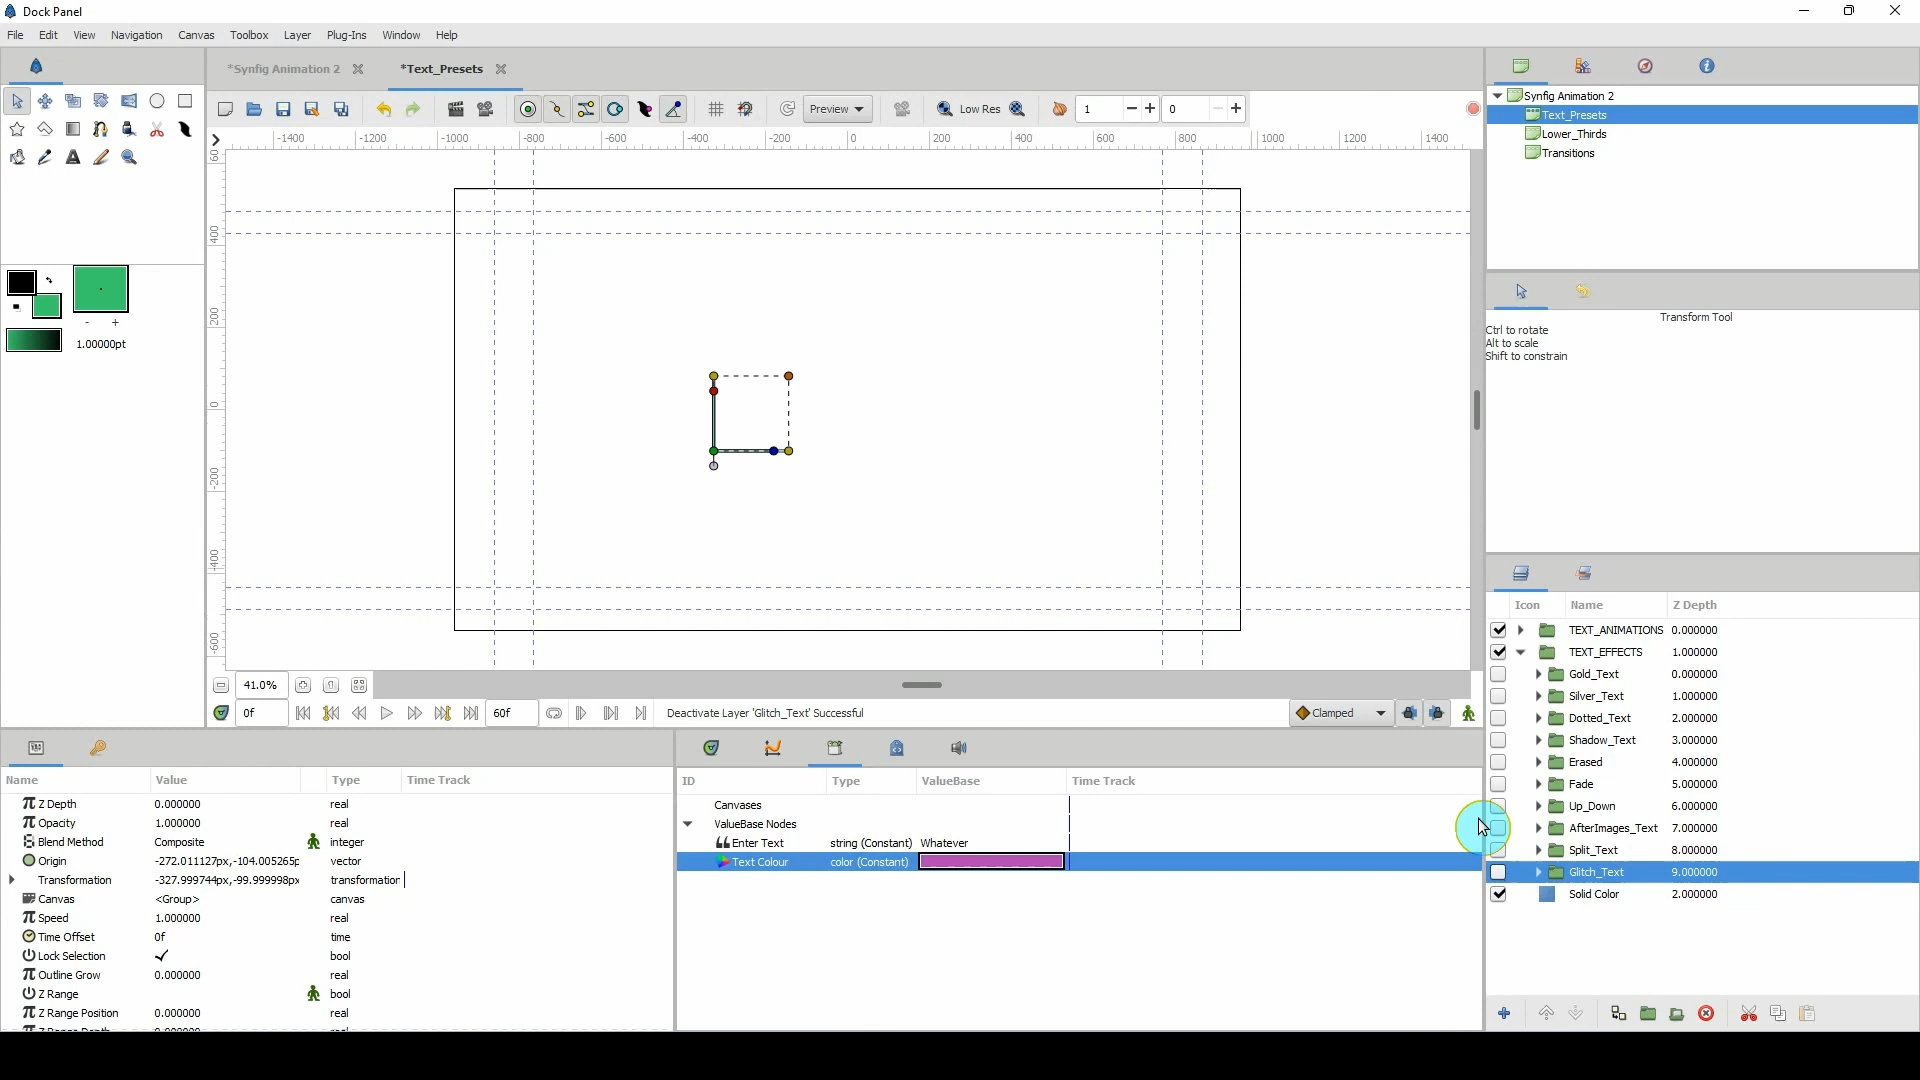 Dock Panel
File Edit View Navigation Canvas Toolbox Layer Plug-Ins Window Help
*Synfig Animation 2 *Text_Presets
Preview Low Res 1 0
-1400 -1200 -1000 -800 -600 -400 -200 0 200 400 600 800 1000 1200 1400
400
200
0
-200
-400
-600
- +
1.00000pt
41.0%
0f 60f Deactivate Layer 'Glitch_Text' Successful Clamped
Synfig Animation 2
Text_Presets
Lower_Thirds
Transitions
Transform Tool
Ctrl to rotate
Alt to scale
Shift to constrain
Icon Name Z Depth
TEXT_ANIMATIONS 0.000000
TEXT_EFFECTS 1.000000
Gold_Text 0.000000
Silver_Text 1.000000
Dotted_Text 2.000000
Shadow_Text 3.000000
Erased 4.000000
Fade 5.000000
Up_Down 6.000000
AfterImages_Text 7.000000
Split_Text 8.000000
Glitch_Text 9.000000
Solid Color 2.000000
Name Value Type Time Track
Z Depth 0.000000 real
Opacity 1.000000 real
Blend Method Composite integer
Origin -272.011127px,-104.005265p vector
Transformation -327.999744px,-99.999998px transformation
Canvas <Group> canvas
Speed 1.000000 real
Time Offset 0f time
Lock Selection bool
Outline Grow 0.000000 real
Z Range bool
Z Range Position 0.000000 real
ID Type ValueBase Time Track
Canvases
ValueBase Nodes
Enter Text string (Constant) Whatever
Text Colour color (Constant)